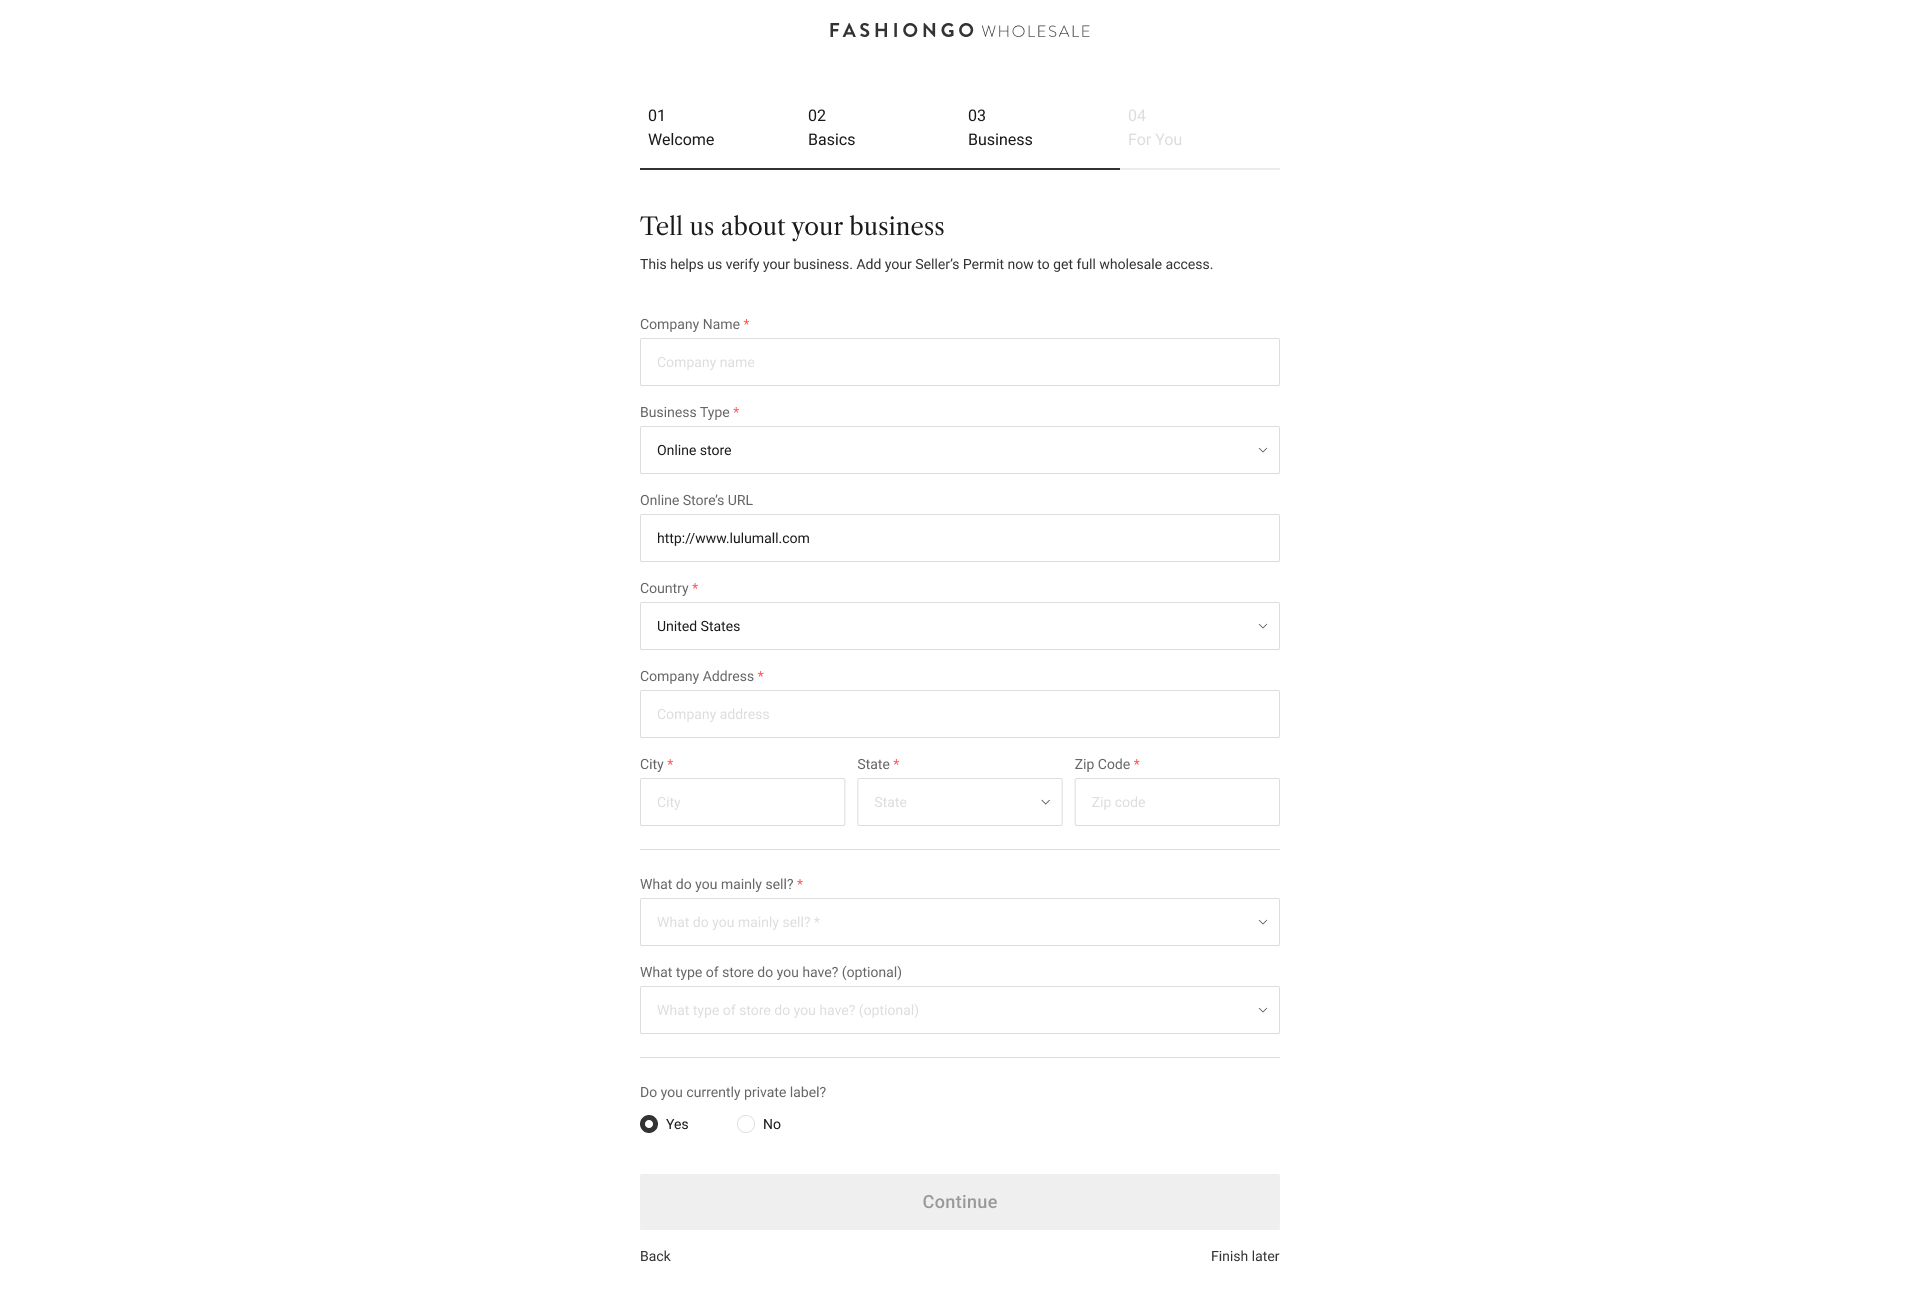 FASHIONGO WHOLESALE
01
Welcome
02
Basics
03
Business
04
For You
Tell us about your business
This helps us verify your business. Add your Seller's Permit now to get full wholesale access.
Company Name *
Company name
Business Type *
Online store
Online Store's URL
http://www.lulumall.com
Country *
United States
Company Address *
Company address
City *
City
State *
State
Zip Code *
Zip code
What do you mainly sell? *
What do you mainly sell? *
What type of store do you have? (optional)
What type of store do you have? (optional)
Do you currently private label?
Yes
No
Continue
Back
Finish later